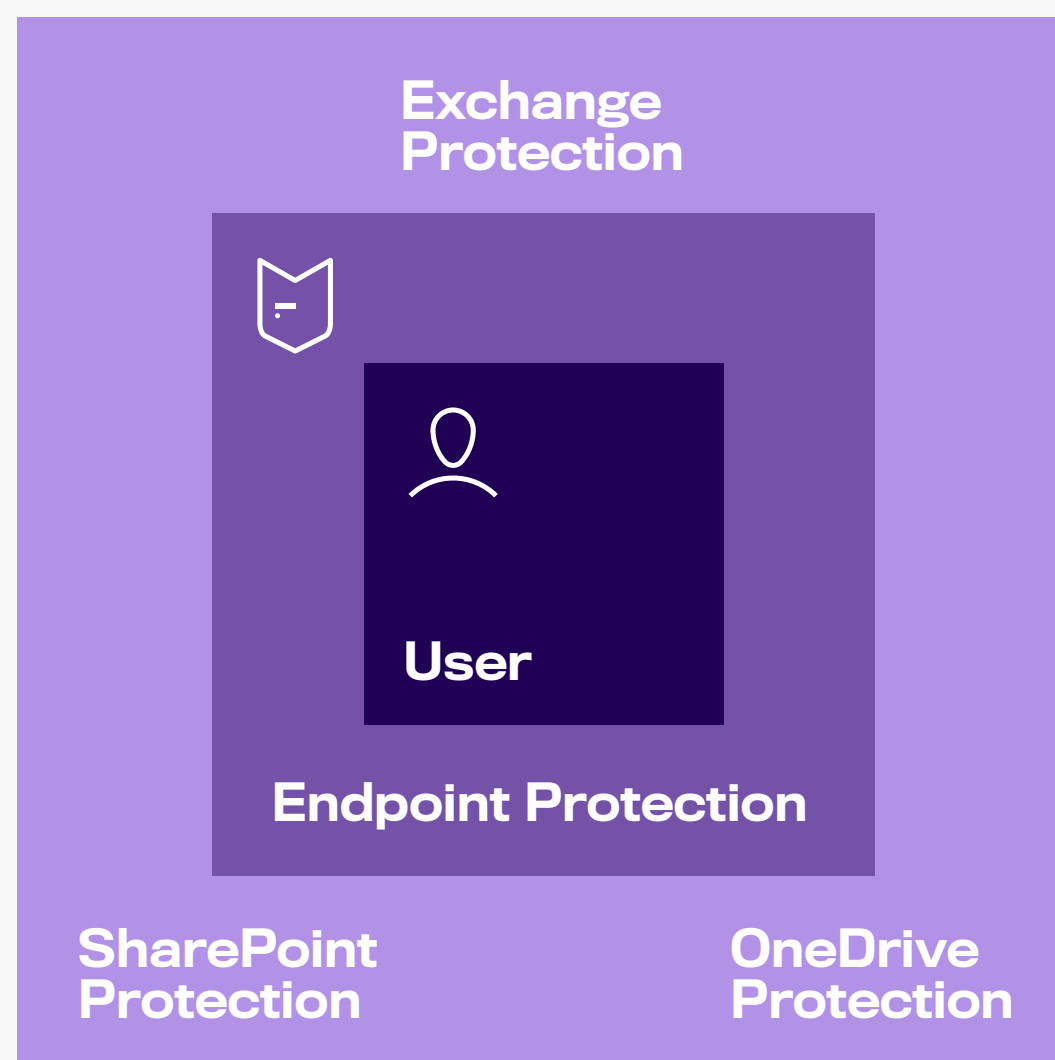 Exchange
Protection
User
Endpoint Protection
SharePoint
Protection
OneDrive
Protection